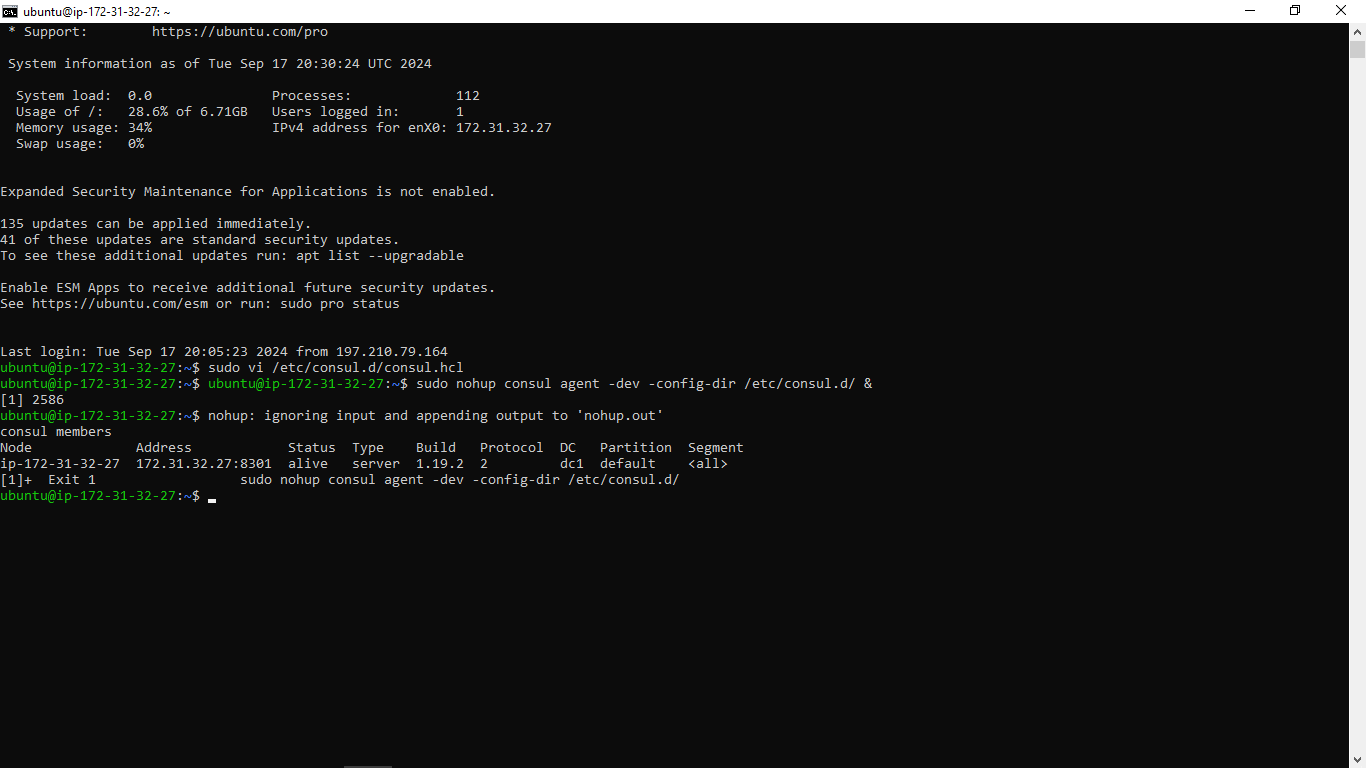 ubuntu@ip-172-31-32-27: ~
* Support:        https://ubuntu.com/pro
System information as of Tue Sep 17 20:30:24 UTC 2024
System load:  0.0               Processes:             112
Usage of /:   28.6% of 6.71GB   Users logged in:       1
Memory usage: 34%               IPv4 address for enX0: 172.31.32.27
Swap usage:   0%
Expanded Security Maintenance for Applications is not enabled.
135 updates can be applied immediately.
41 of these updates are standard security updates.
To see these additional updates run: apt list --upgradable
Enable ESM Apps to receive additional future security updates.
See https://ubuntu.com/esm or run: sudo pro status
Last login: Tue Sep 17 20:05:23 2024 from 197.210.79.164
ubuntu@ip-172-31-32-27:~$ sudo vi /etc/consul.d/consul.hcl
ubuntu@ip-172-31-32-27:~$ ubuntu@ip-172-31-32-27:~$ sudo nohup consul agent -dev -config-dir /etc/consul.d/ &
[1] 2586
ubuntu@ip-172-31-32-27:~$ nohup: ignoring input and appending output to 'nohup.out'
consul members
Node             Address            Status  Type    Build   Protocol  DC   Partition  Segment
ip-172-31-32-27  172.31.32.27:8301  alive   server  1.19.2  2         dc1  default    <all>
[1]+  Exit 1                  sudo nohup consul agent -dev -config-dir /etc/consul.d/
ubuntu@ip-172-31-32-27:~$